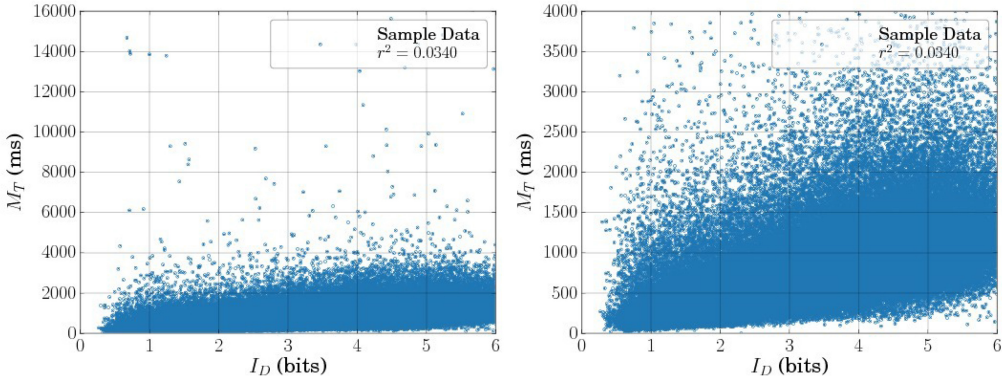 16000
14000
12000
10000
8000
6000
4000
2000
0
M_T (ms)
0 1 2 3 4 5 6
I_D (bits)
Sample Data
r² = 0.0340
4000
3500
3000
2500
2000
1500
1000
500
0
M_T (ms)
0 1 2 3 4 5 6
I_D (bits)
Sample Data
r² = 0.0340